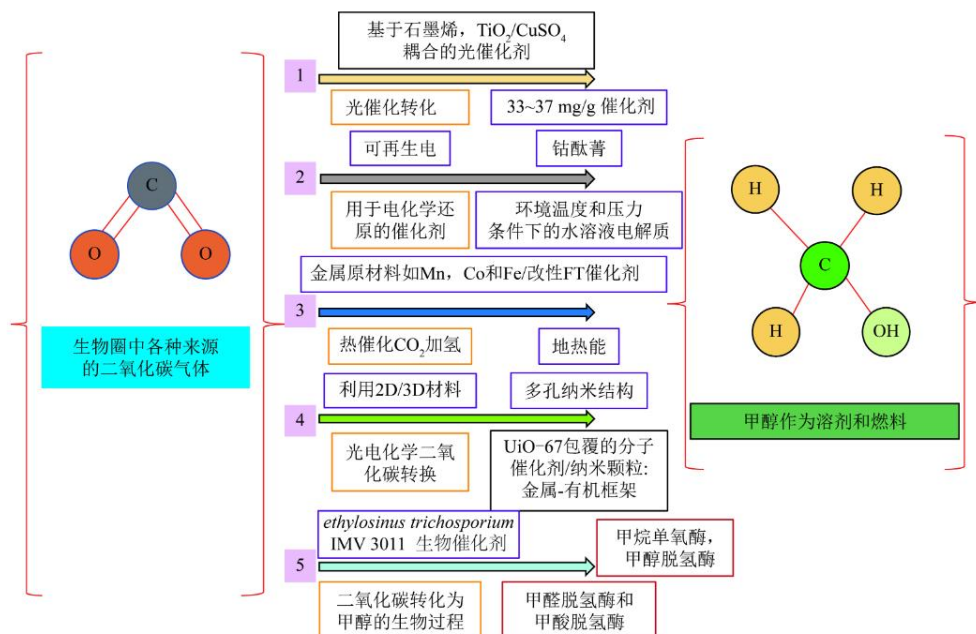 C
O
O
生物圈中各种来源
的二氧化碳气体
基于石墨烯，TiO₂/CuSO₄
耦合的光催化剂
1
光催化转化
33~37 mg/g 催化剂
可再生电
钴酞菁
2
用于电化学还
原的催化剂
环境温度和压力
条件下的水溶液电解质
金属原材料如Mn，Co和Fe/改性FT催化剂
3
热催化CO₂加氢
地热能
利用2D/3D材料
多孔纳米结构
4
光电化学二氧
化碳转换
UiO-67包覆的分子
催化剂/纳米颗粒:
金属-有机框架
ethylosinus trichosporium
IMV 3011 生物催化剂
5
甲烷单氧酶，
甲醇脱氢酶
二氧化碳转化为
甲醇的生物过程
甲醛脱氢酶和
甲酸脱氢酶
H
H
C
H
OH
甲醇作为溶剂和燃料